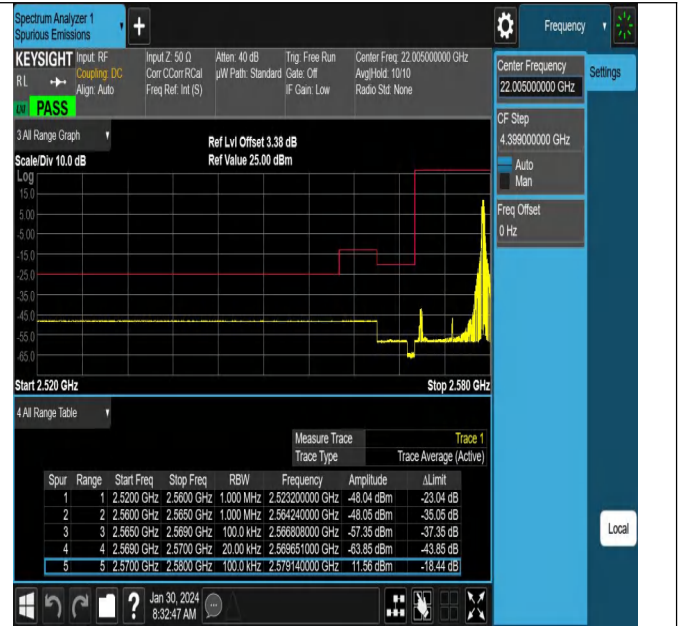 Spectrum Analyzer 1
Spurious Emissions
+
Frequency
KEYSIGHT Input: RF Input Z: 50 Ω Atten: 40 dB Trig: Free Run Center Freq: 22.005000000 GHz
RL Coupling: DC Corr CCorr RCal µW Path: Standard Gate: Off Avg|Hold: 10/10
Align: Auto Freq Ref: Int (S) IF Gain: Low Radio Std: None
PASS
Center Frequency
22.005000000 GHz
Settings
CF Step
4.399000000 GHz
Auto
Man
Freq Offset
0 Hz
3 All Range Graph
Ref Lvl Offset 3.38 dB
Scale/Div 10.0 dB Ref Value 25.00 dBm
Log
15.0
5.00
-5.00
-15.0
-25.0
-35.0
-45.0
-55.0
-65.0
Start 2.520 GHz Stop 2.580 GHz
4 All Range Table
Measure Trace Trace 1
Trace Type Trace Average (Active)
Spur Range Start Freq Stop Freq RBW Frequency Amplitude ΔLimit
1 1 2.5200 GHz 2.5600 GHz 1.000 MHz 2.523200000 GHz -48.04 dBm -23.04 dB
2 2 2.5600 GHz 2.5650 GHz 1.000 MHz 2.564240000 GHz -48.05 dBm -35.05 dB
3 3 2.5650 GHz 2.5690 GHz 100.0 kHz 2.566808000 GHz -57.35 dBm -37.35 dB
4 4 2.5690 GHz 2.5700 GHz 20.00 kHz 2.569651000 GHz -63.85 dBm -43.85 dB
5 5 2.5700 GHz 2.5800 GHz 100.0 kHz 2.579140000 GHz 11.56 dBm -18.44 dB
Local
? Jan 30, 2024
8:32:47 AM